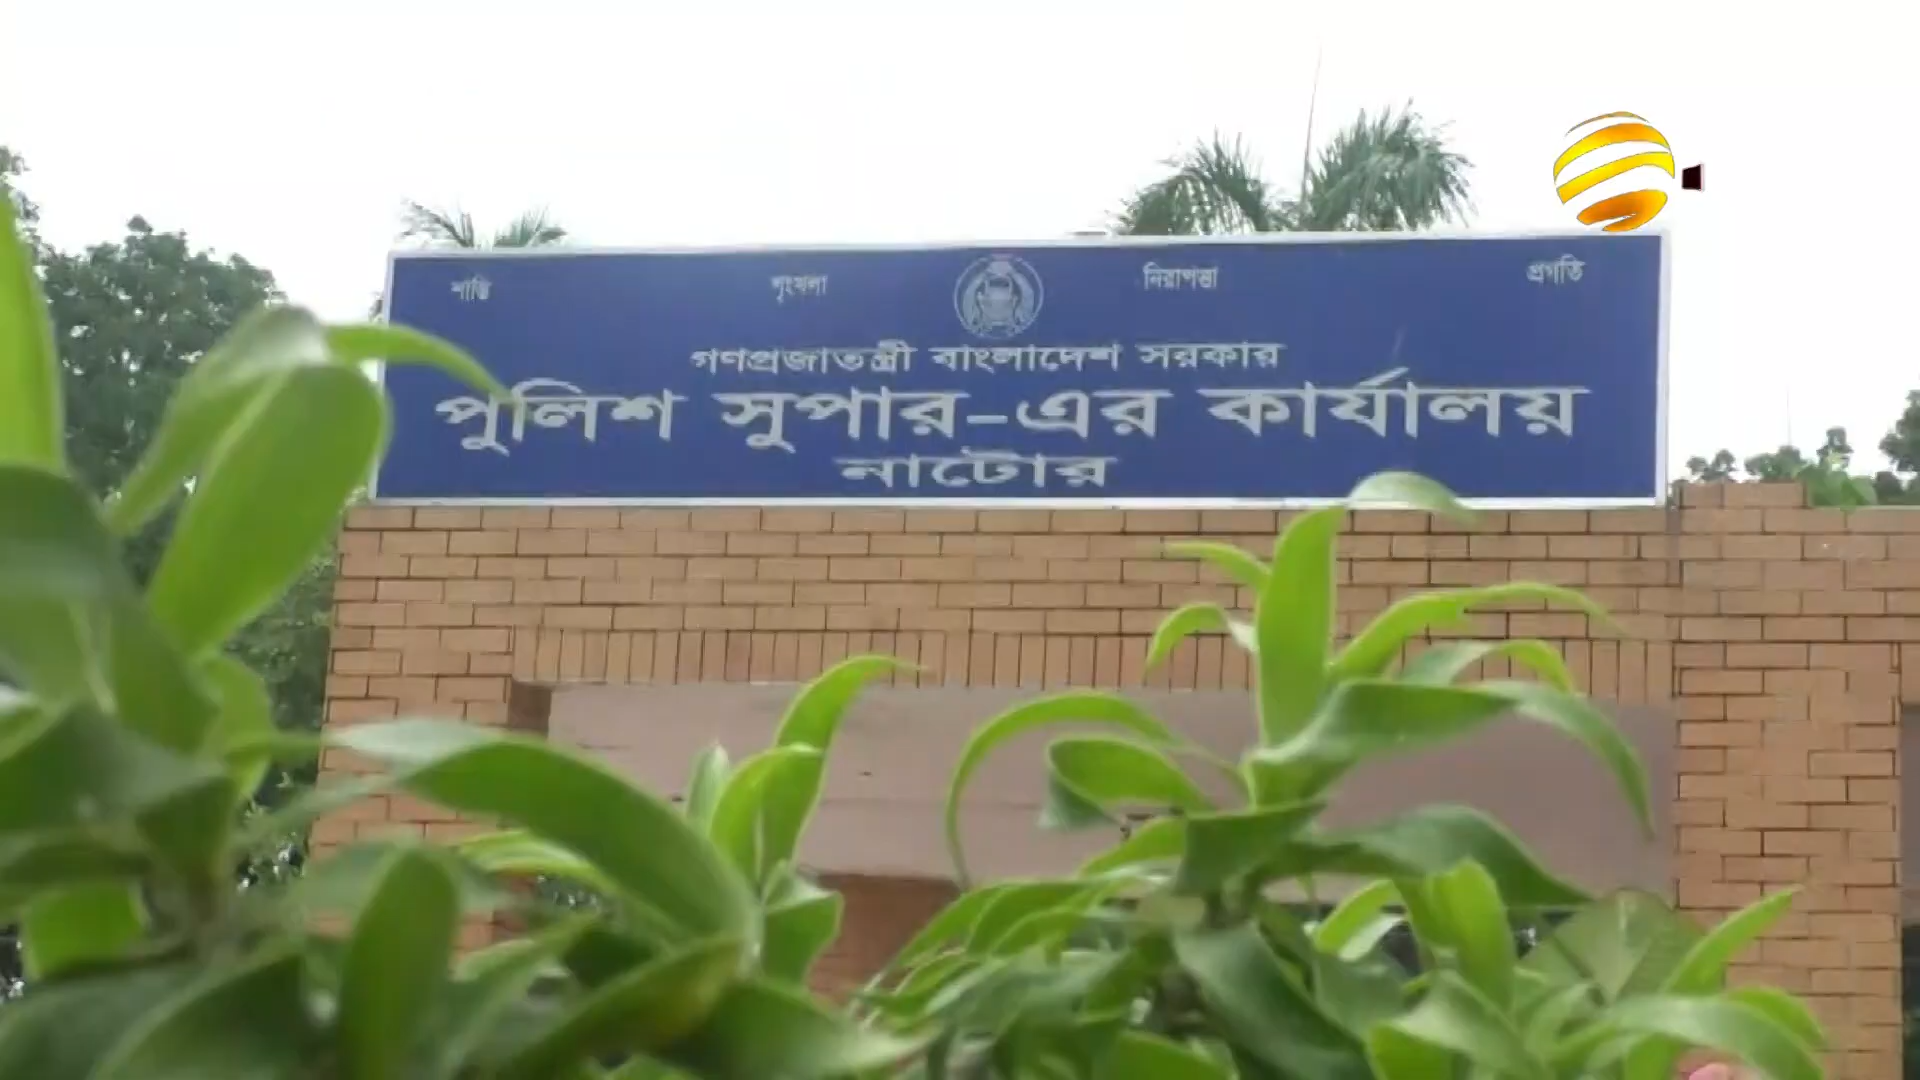 শান্তি শৃংখলা নিরাপত্তা প্রগতি
গণপ্রজাতন্ত্রী বাংলাদেশ সরকার
পুলিশ সুপার-এর কার্যালয়
নাটোর